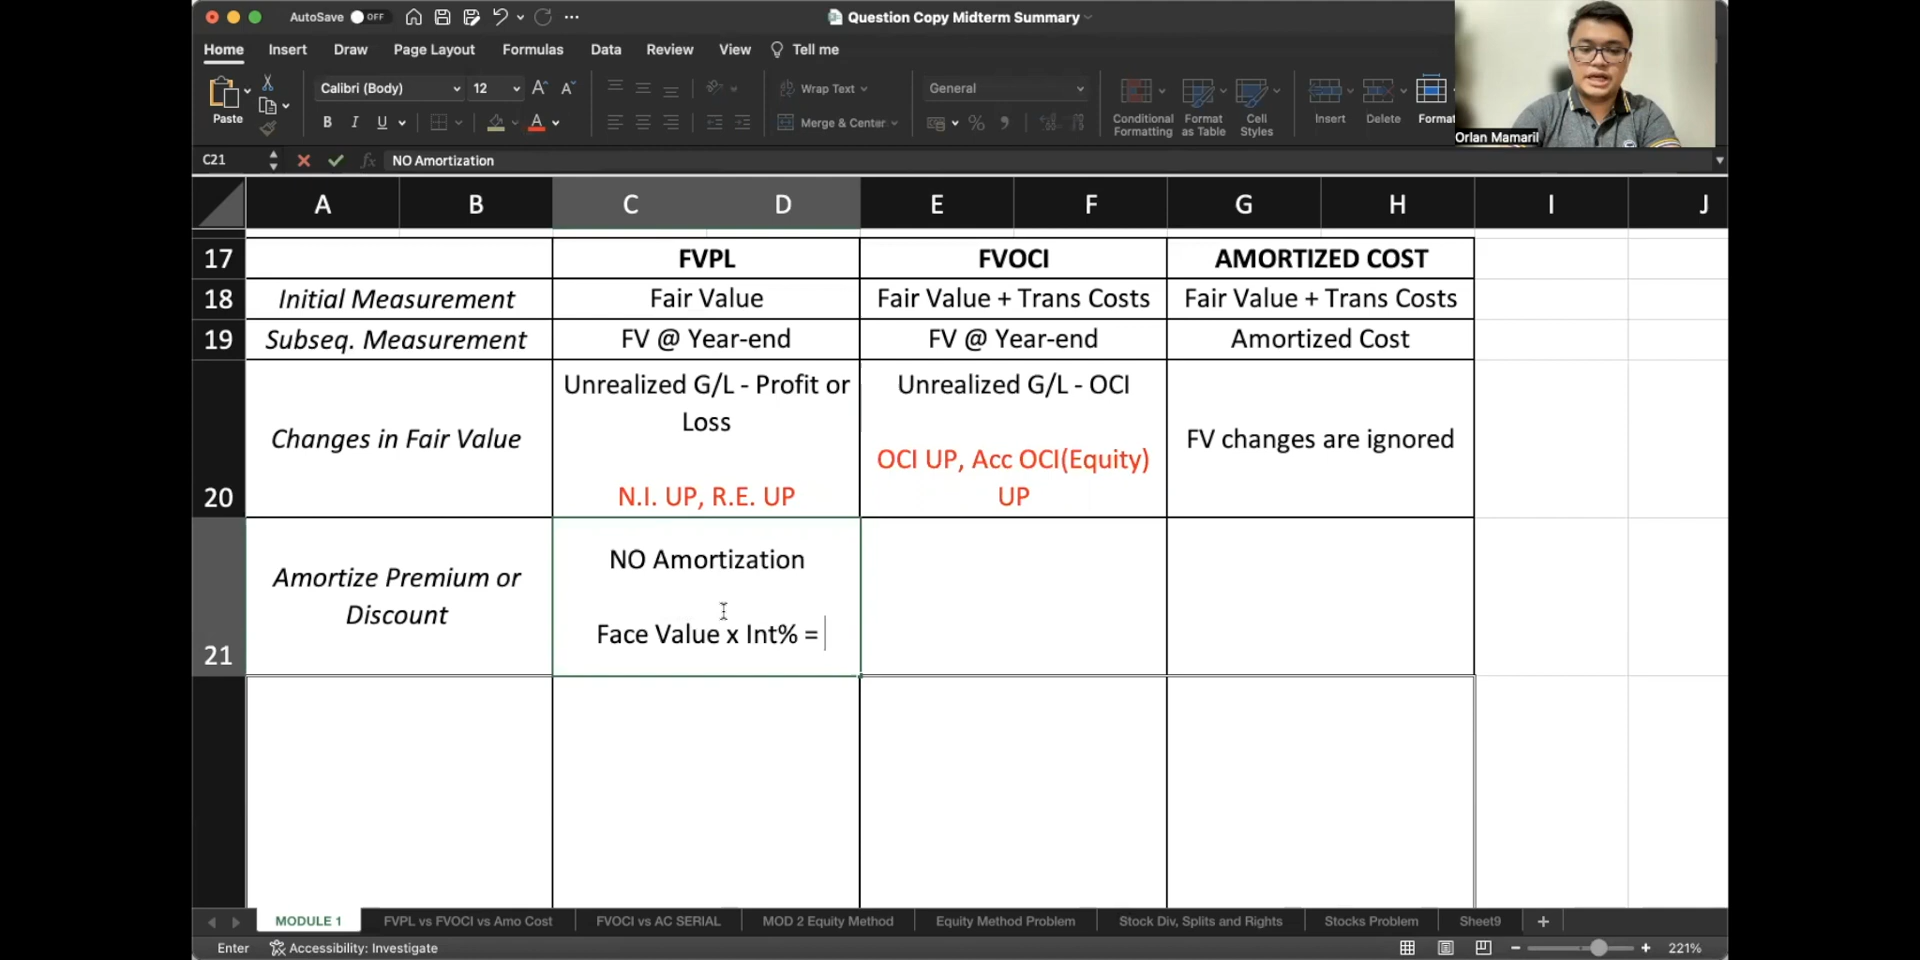 AutoSave OFF
Question Copy Midterm Summary
Home Insert Draw Page Layout Formulas Data Review View Tell me
Paste
Calibri (Body) 12 A A
B I U A
Wrap Text
Merge & Center
General
Conditional Formatting
Format as Table
Cell Styles
Insert
Delete
Format
Orlan Mamaril
C21 fx NO Amortization
A B C D E F G H I J
17 FVPL FVOCI AMORTIZED COST
18 Initial Measurement Fair Value Fair Value + Trans Costs Fair Value + Trans Costs
19 Subseq. Measurement FV @ Year-end FV @ Year-end Amortized Cost
20 Changes in Fair Value
Unrealized G/L - Profit or
Loss
N.I. UP, R.E. UP
Unrealized G/L - OCI
OCI UP, Acc OCI(Equity)
UP
FV changes are ignored
21 Amortize Premium or
Discount
NO Amortization
Face Value x Int% =
MODULE 1 FVPL vs FVOCI vs Amo Cost FVOCI vs AC SERIAL MOD 2 Equity Method Equity Method Problem Stock Div, Splits and Rights Stocks Problem Sheet9 +
Enter Accessibility: Investigate 221%